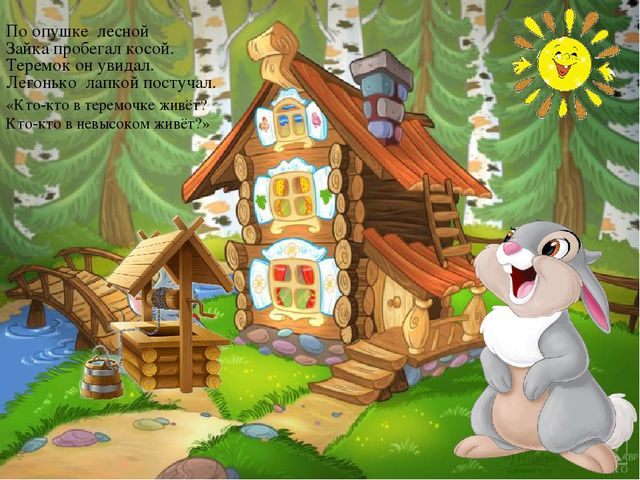 По опушке лесной
Зайка пробегал косой.
Теремок он увидал.
Легонько лапкой постучал.
«Кто-кто в теремочке живёт?
Кто-кто в невысоком живёт?»